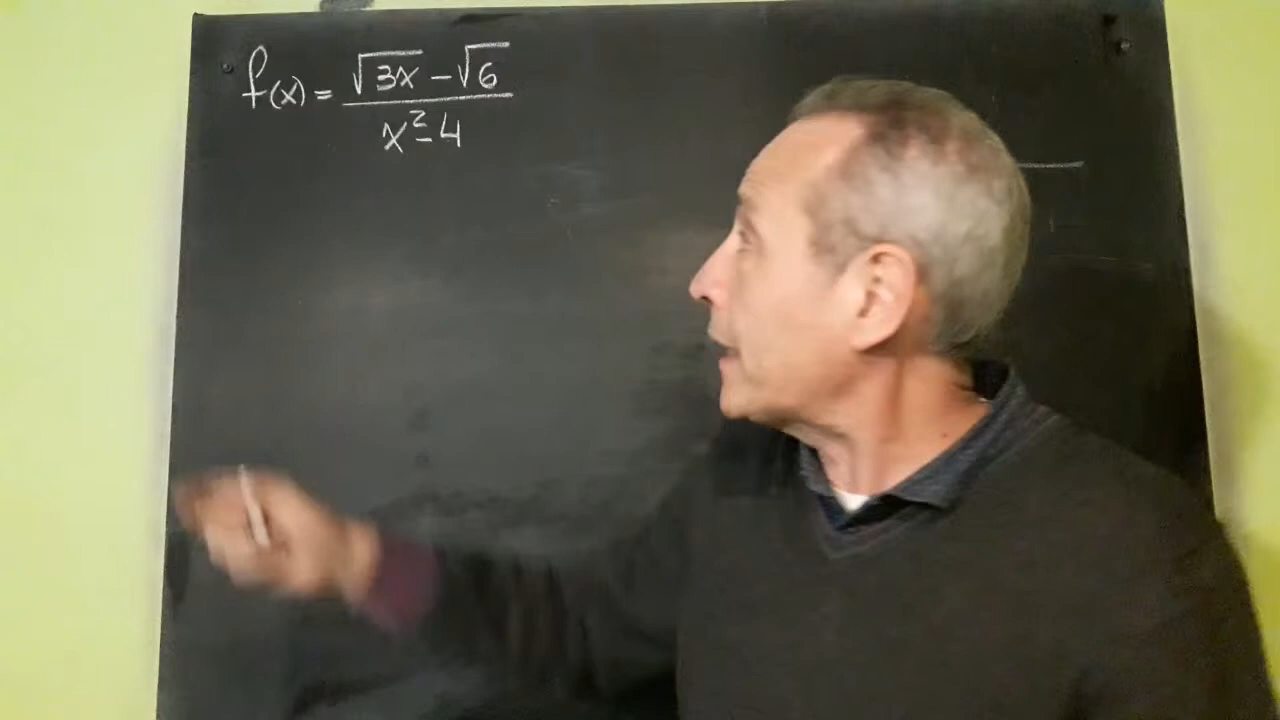 f(x) = (√3x - √6) / (x² - 4)